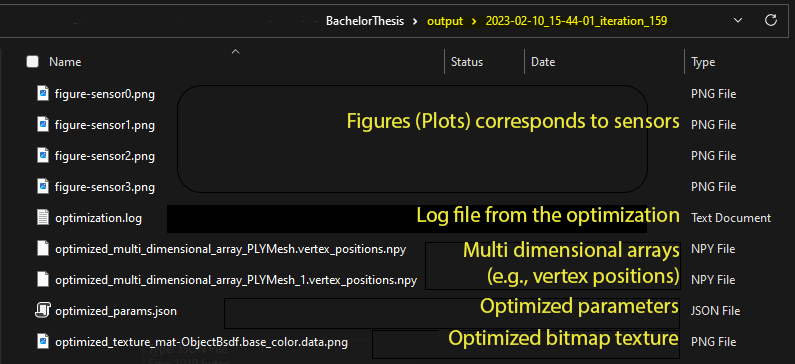 BachelorThesis > output > 2023-02-10_15-44-01_iteration_159
Name Status Date Type
figure-sensor0.png PNG File
figure-sensor1.png Figures (Plots) corresponds to sensors PNG File
figure-sensor2.png PNG File
figure-sensor3.png PNG File
optimization.log Log file from the optimization Text Document
optimized_multi_dimensional_array_PLYMesh.vertex_positions.npy Multi dimensional arrays NPY File
optimized_multi_dimensional_array_PLYMesh_1.vertex_positions.npy (e.g., vertex positions) NPY File
optimized_params.json Optimized parameters JSON File
optimized_texture_mat-ObjectBsdf.base_color.data.png Optimized bitmap texture PNG File